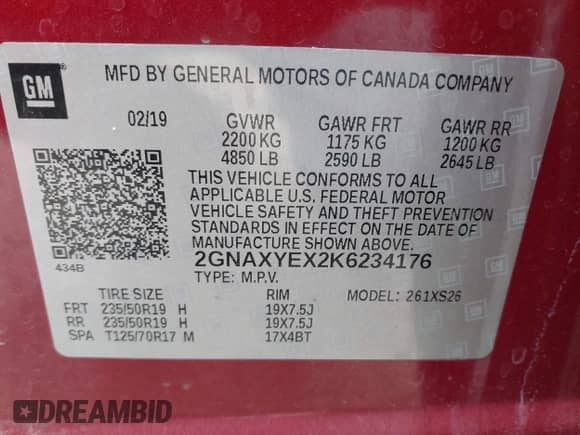 GM
MFD BY GENERAL MOTORS OF CANADA COMPANY
02/19 GVWR GAWR FRT GAWR RR
2200 KG 1175 KG 1200 KG
4850 LB 2590 LB 2645 LB
THIS VEHICLE CONFORMS TO ALL
APPLICABLE U.S. FEDERAL MOTOR
VEHICLE SAFETY AND THEFT PREVENTION
STANDARDS IN EFFECT ON THE DATE OF
MANUFACTURE SHOWN ABOVE.
434B
2GNAXYEX2K6234176
TYPE: M.P.V.
TIRE SIZE RIM MODEL: 261XS26
FRT 235/50R19 H 19X7.5J
RR 235/50R19 H 19X7.5J
SPA T125/70R17 M 17X4BT
DREAMBID